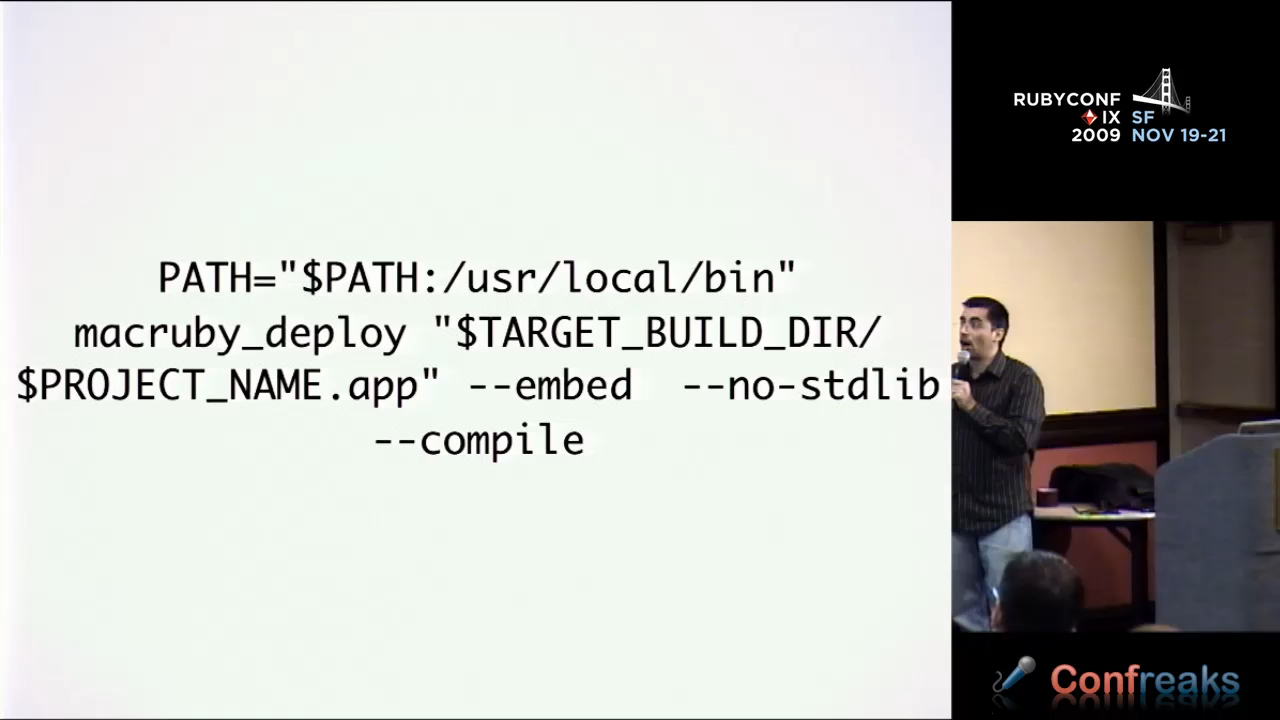 PATH="$PATH:/usr/local/bin"
macruby_deploy "$TARGET_BUILD_DIR/
$PROJECT_NAME.app" --embed  --no-stdlib
--compile
RUBYCONF
IX
2009
SF
NOV 19-21
Confreaks